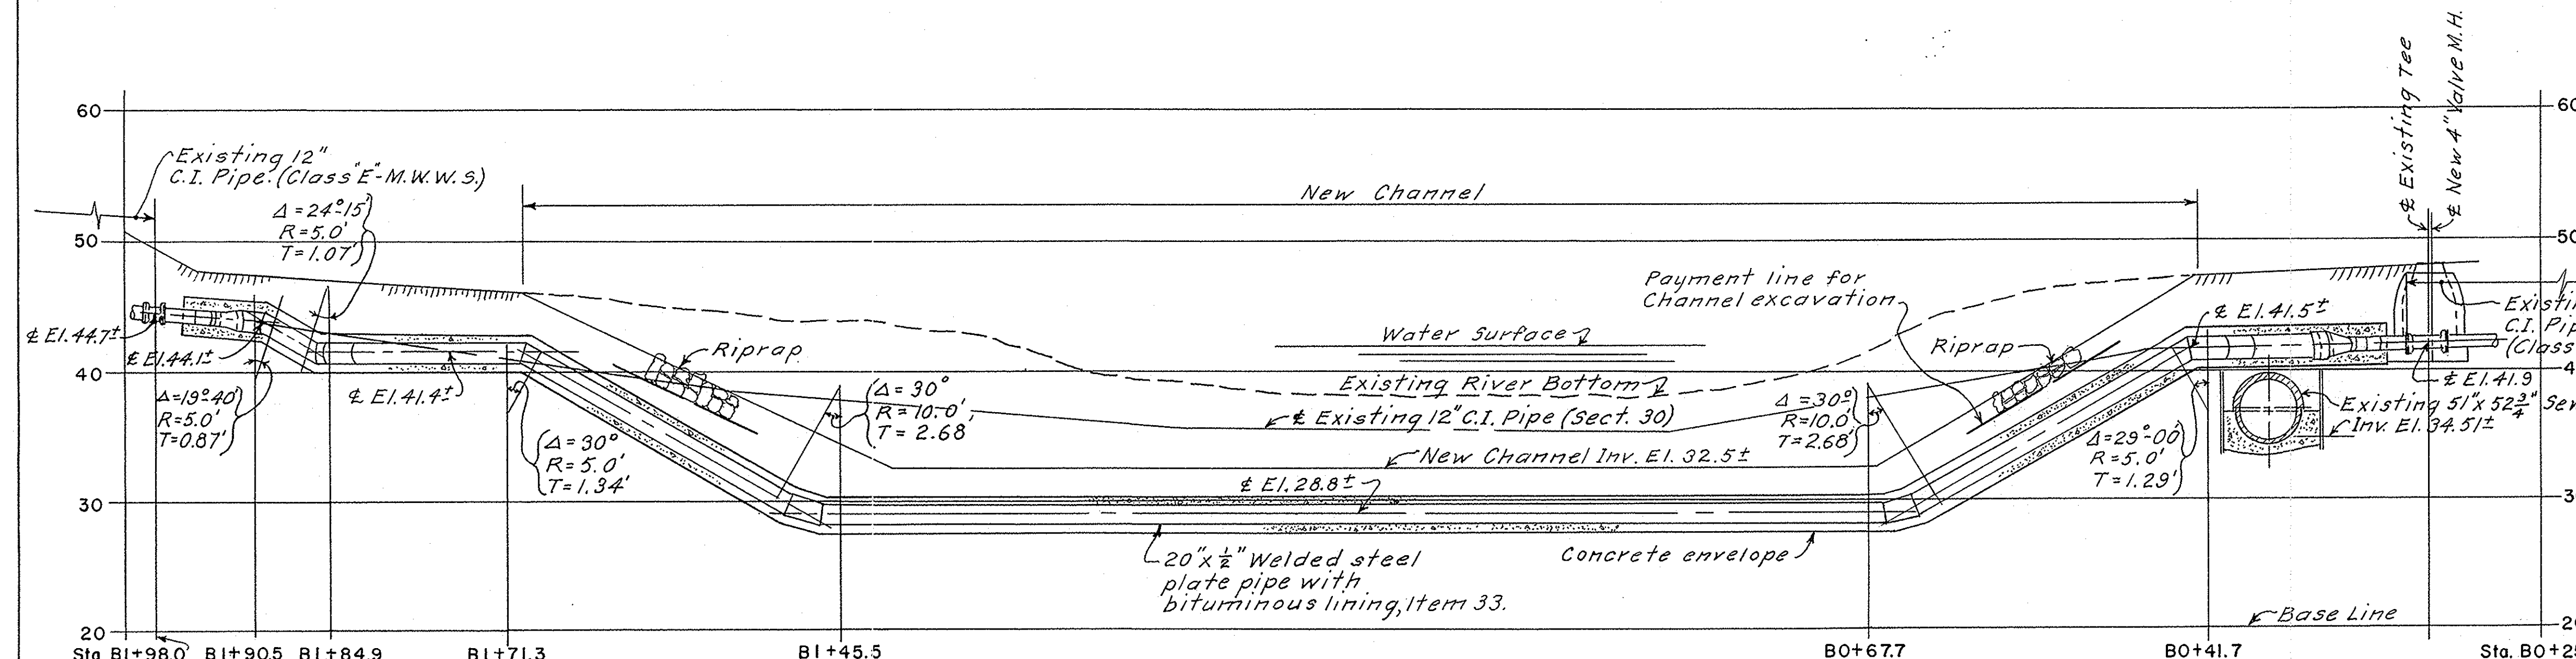 60
50
40
30
20
Existing 12"
C.I. Pipe. (Class "E"-M.W.W.S.)
Δ = 24°-15'
R = 5.0'
T = 1.07'
℄ El. 44.7±
℄ El. 44.1±
Δ=19°-40'
R=5.0'
T=0.87'
℄ El. 41.4±
Δ = 30°
R = 5.0'
T = 1.34'
Riprap
Δ = 30°
R = 10.0'
T = 2.68'
New Channel
Water Surface
Existing River Bottom
℄ Existing 12" C.I. Pipe (Sect. 30)
New Channel Inv. El. 32.5±
℄ El. 28.8±
20" x ½" Welded steel
plate pipe with
bituminous lining, Item 33.
Concrete envelope
Payment line for
Channel excavation
Riprap
Δ = 30°
R=10.0'
T=2.68'
℄ El. 41.5±
Δ=29°-00'
R=5.0'
T=1.29'
℄ Existing Tee
℄ New 4" Valve M.H.
60
50
C.I. Pip
(Class
℄ El. 41.9
Existing 51" x 52¾"
Inv. El. 34.51±
Base Line
Sta. B1+98.0
B1+90.5
B1+84.9
B1+71.3
B1+45.5
B0+67.7
B0+41.7
Sta. B0+2